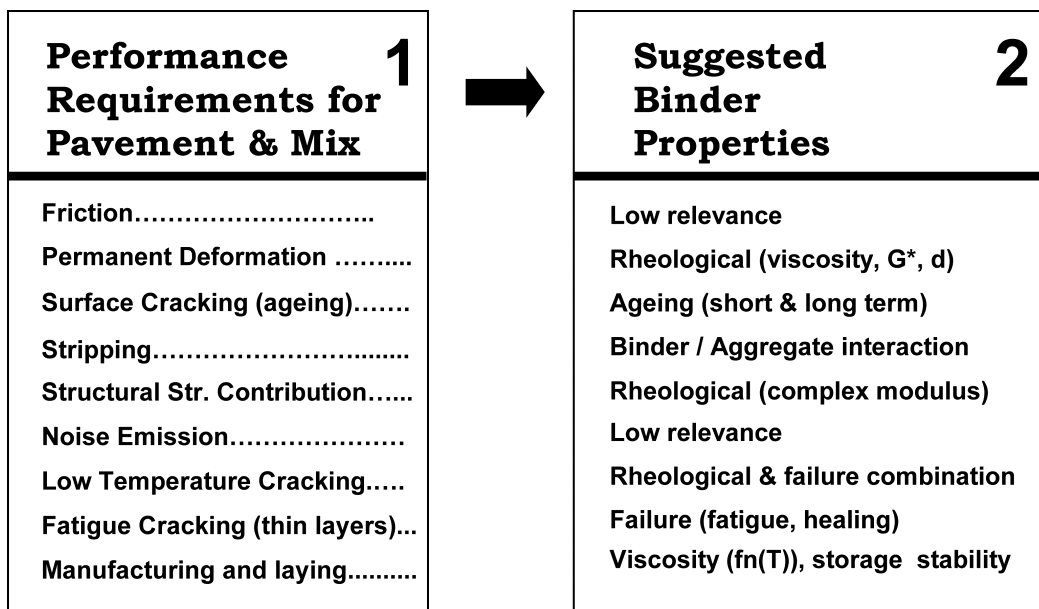 Performance
Requirements for
Pavement & Mix
1
Friction………………………..
Permanent Deformation ……....
Surface Cracking (ageing)…….
Stripping……………………........
Structural Str. Contribution…...
Noise Emission…………………
Low Temperature Cracking…..
Fatigue Cracking (thin layers)...
Manufacturing and laying..........
Suggested
Binder
Properties
2
Low relevance
Rheological (viscosity, G*, d)
Ageing (short & long term)
Binder / Aggregate interaction
Rheological (complex modulus)
Low relevance
Rheological & failure combination
Failure (fatigue, healing)
Viscosity (fn(T)), storage stability